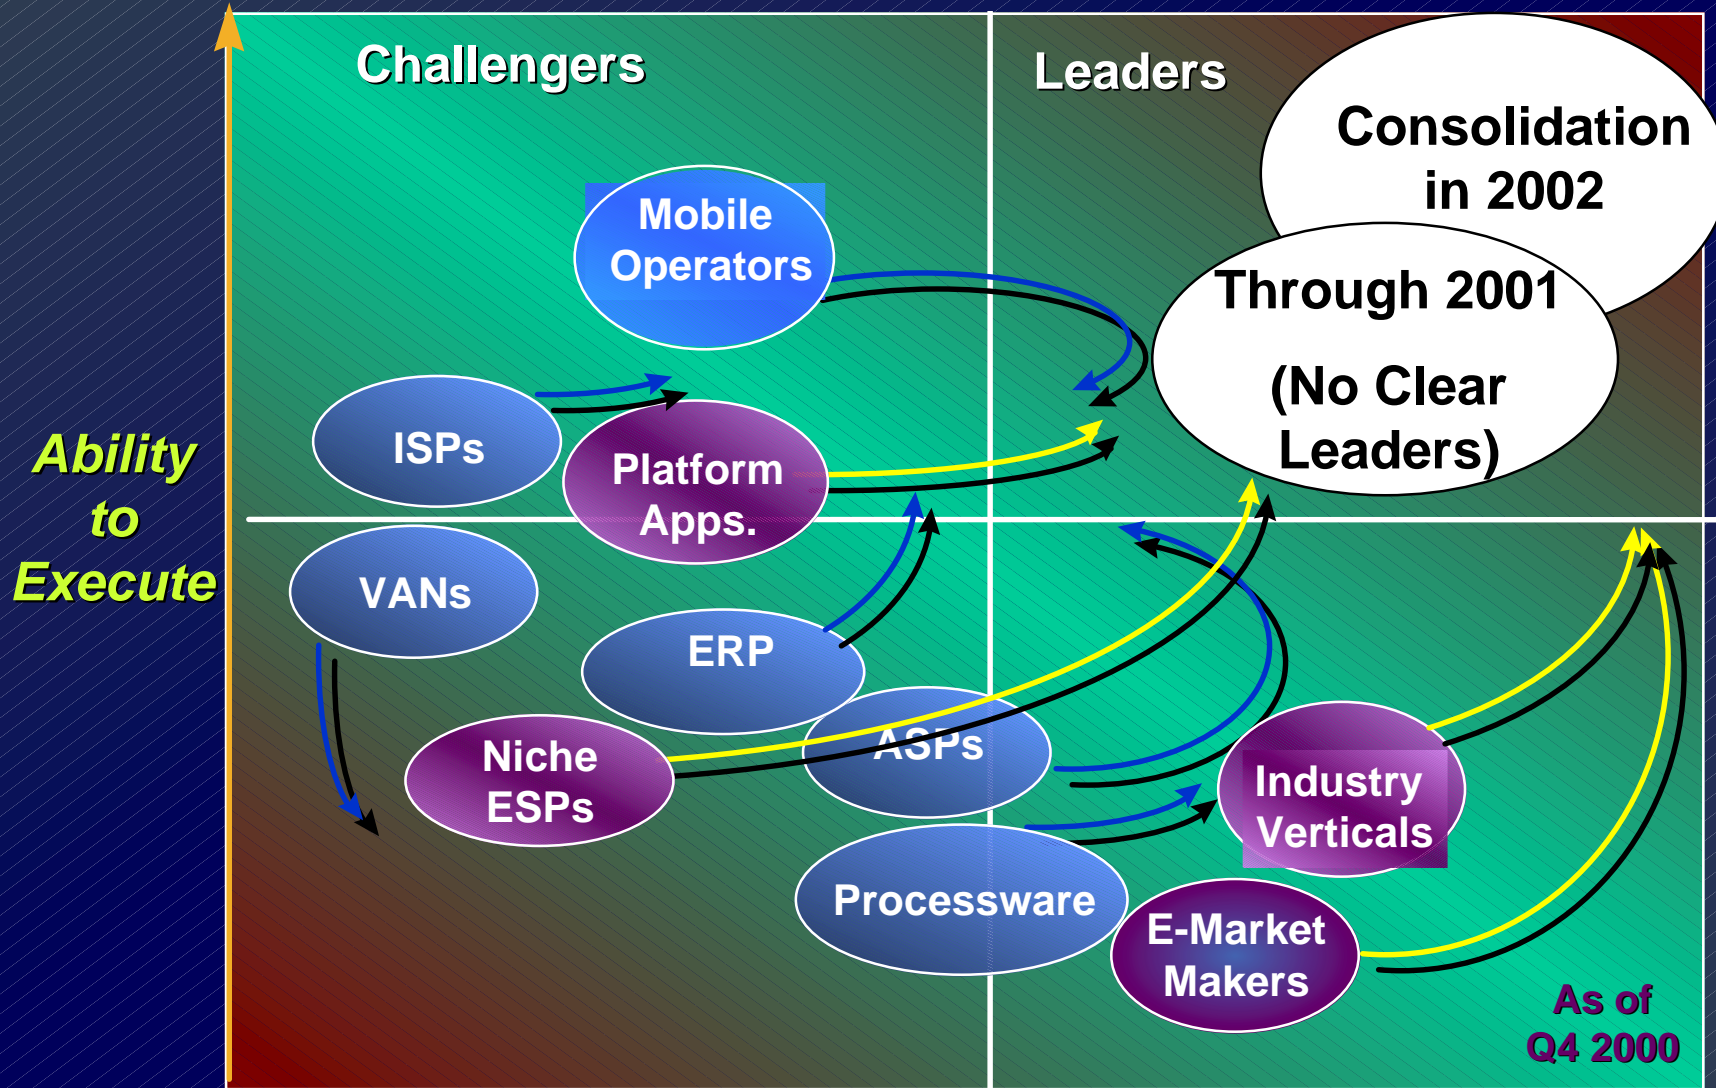 Challengers
Leaders
Consolidation
in 2002
Mobile
Operators
Through 2001
(No Clear
Leaders)
Ability
to
Execute
ISPs
Platform
Apps.
VANs
ERP
Niche
ESPs
ASPs
Industry
Verticals
Processware
E-Market
Makers
As of
Q4 2000